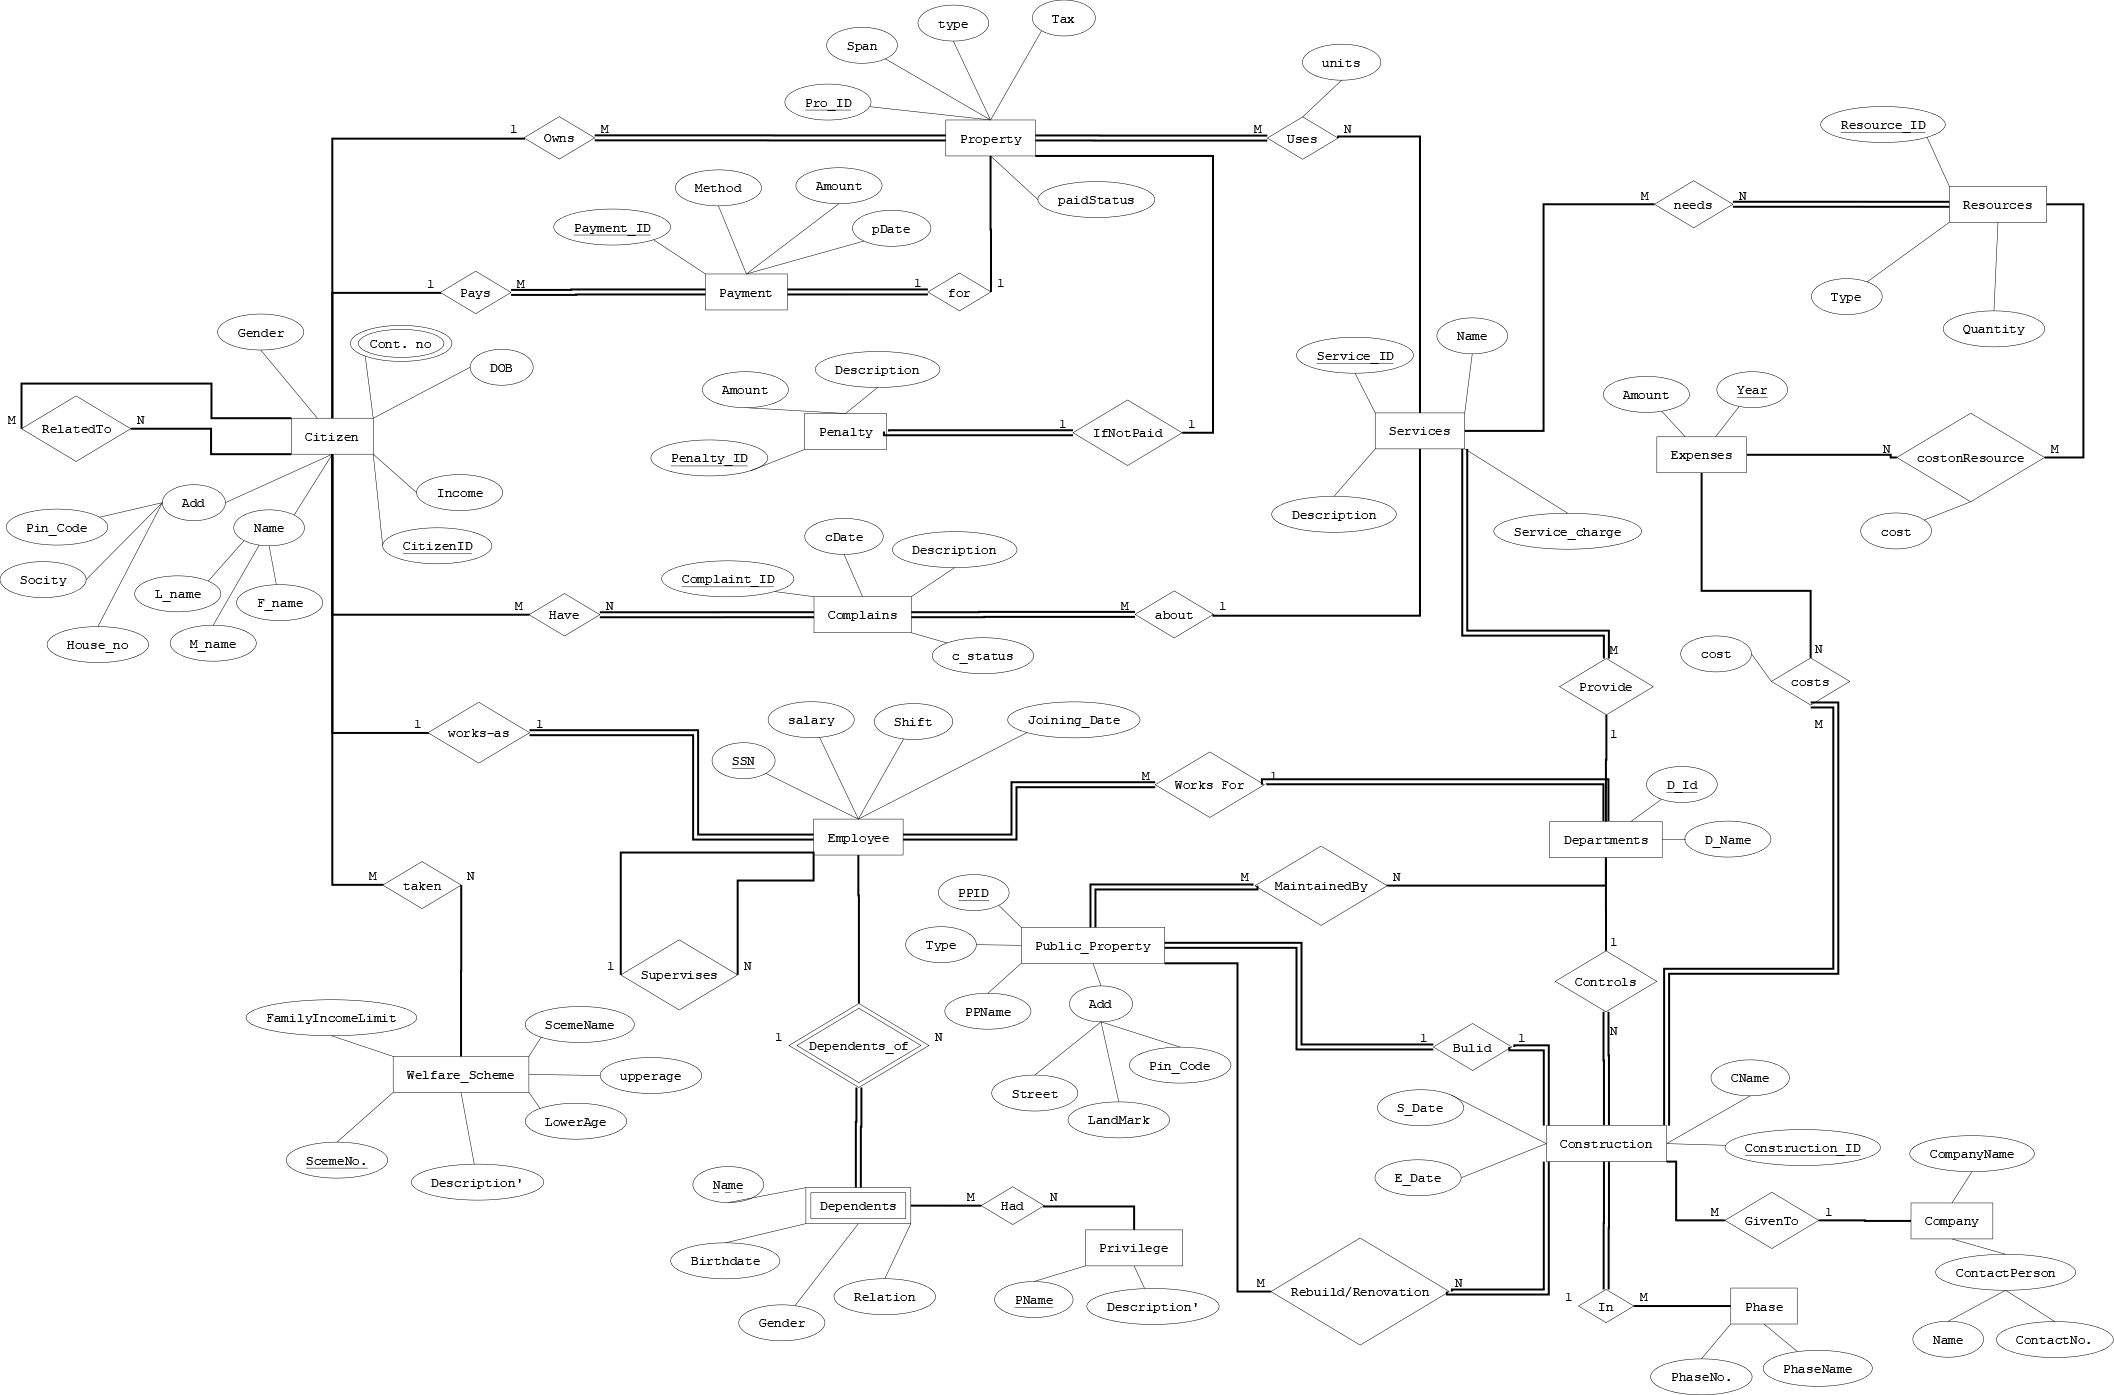 Tax
type
Span
units
Pro_ID
Resource_ID
1
Owns
M
Property
M
Uses
N
Method
Amount
paidStatus
M
needs
N
Resources
Payment_ID
pDate
1
Pays
M
Payment
1
for
1
Type
Quantity
Gender
Cont. no
DOB
Service_ID
Name
Description
Amount
Amount
Year
M
RelatedTo
N
Citizen
Penalty
1
IfNotPaid
1
Services
Expenses
N
costonResource
M
Penalty_ID
Income
Add
Name
Pin_Code
CitizenID
Description
Service_charge
cost
cDate
Description
Socity
L_name
F_name
Complaint_ID
M
Have
N
Complains
M
about
1
House_no
M_name
c_status
M
Provide
1
cost
N
costs
M
salary
Shift
Joining_Date
1
works-as
1
SSN
M
Works For
1
D_Id
Employee
Departments
D_Name
M
taken
N
PPID
M
MaintainedBy
N
Type
Public_Property
1
Supervises
N
1
Controls
N
PPName
Add
FamilyIncomeLimit
ScemeName
1
Dependents_of
N
1
Bulid
1
Welfare_Scheme
upperage
Pin_Code
Street
CName
LowerAge
LandMark
S_Date
Construction
Construction_ID
CompanyName
ScemeNo.
Description'
E_Date
Name
Dependents
M
Had
N
M
GivenTo
1
Company
Birthdate
Privilege
Relation
PName
Description'
ContactPerson
Gender
M
Rebuild/Renovation
N
1
In
M
Phase
Name
ContactNo.
PhaseNo.
PhaseName